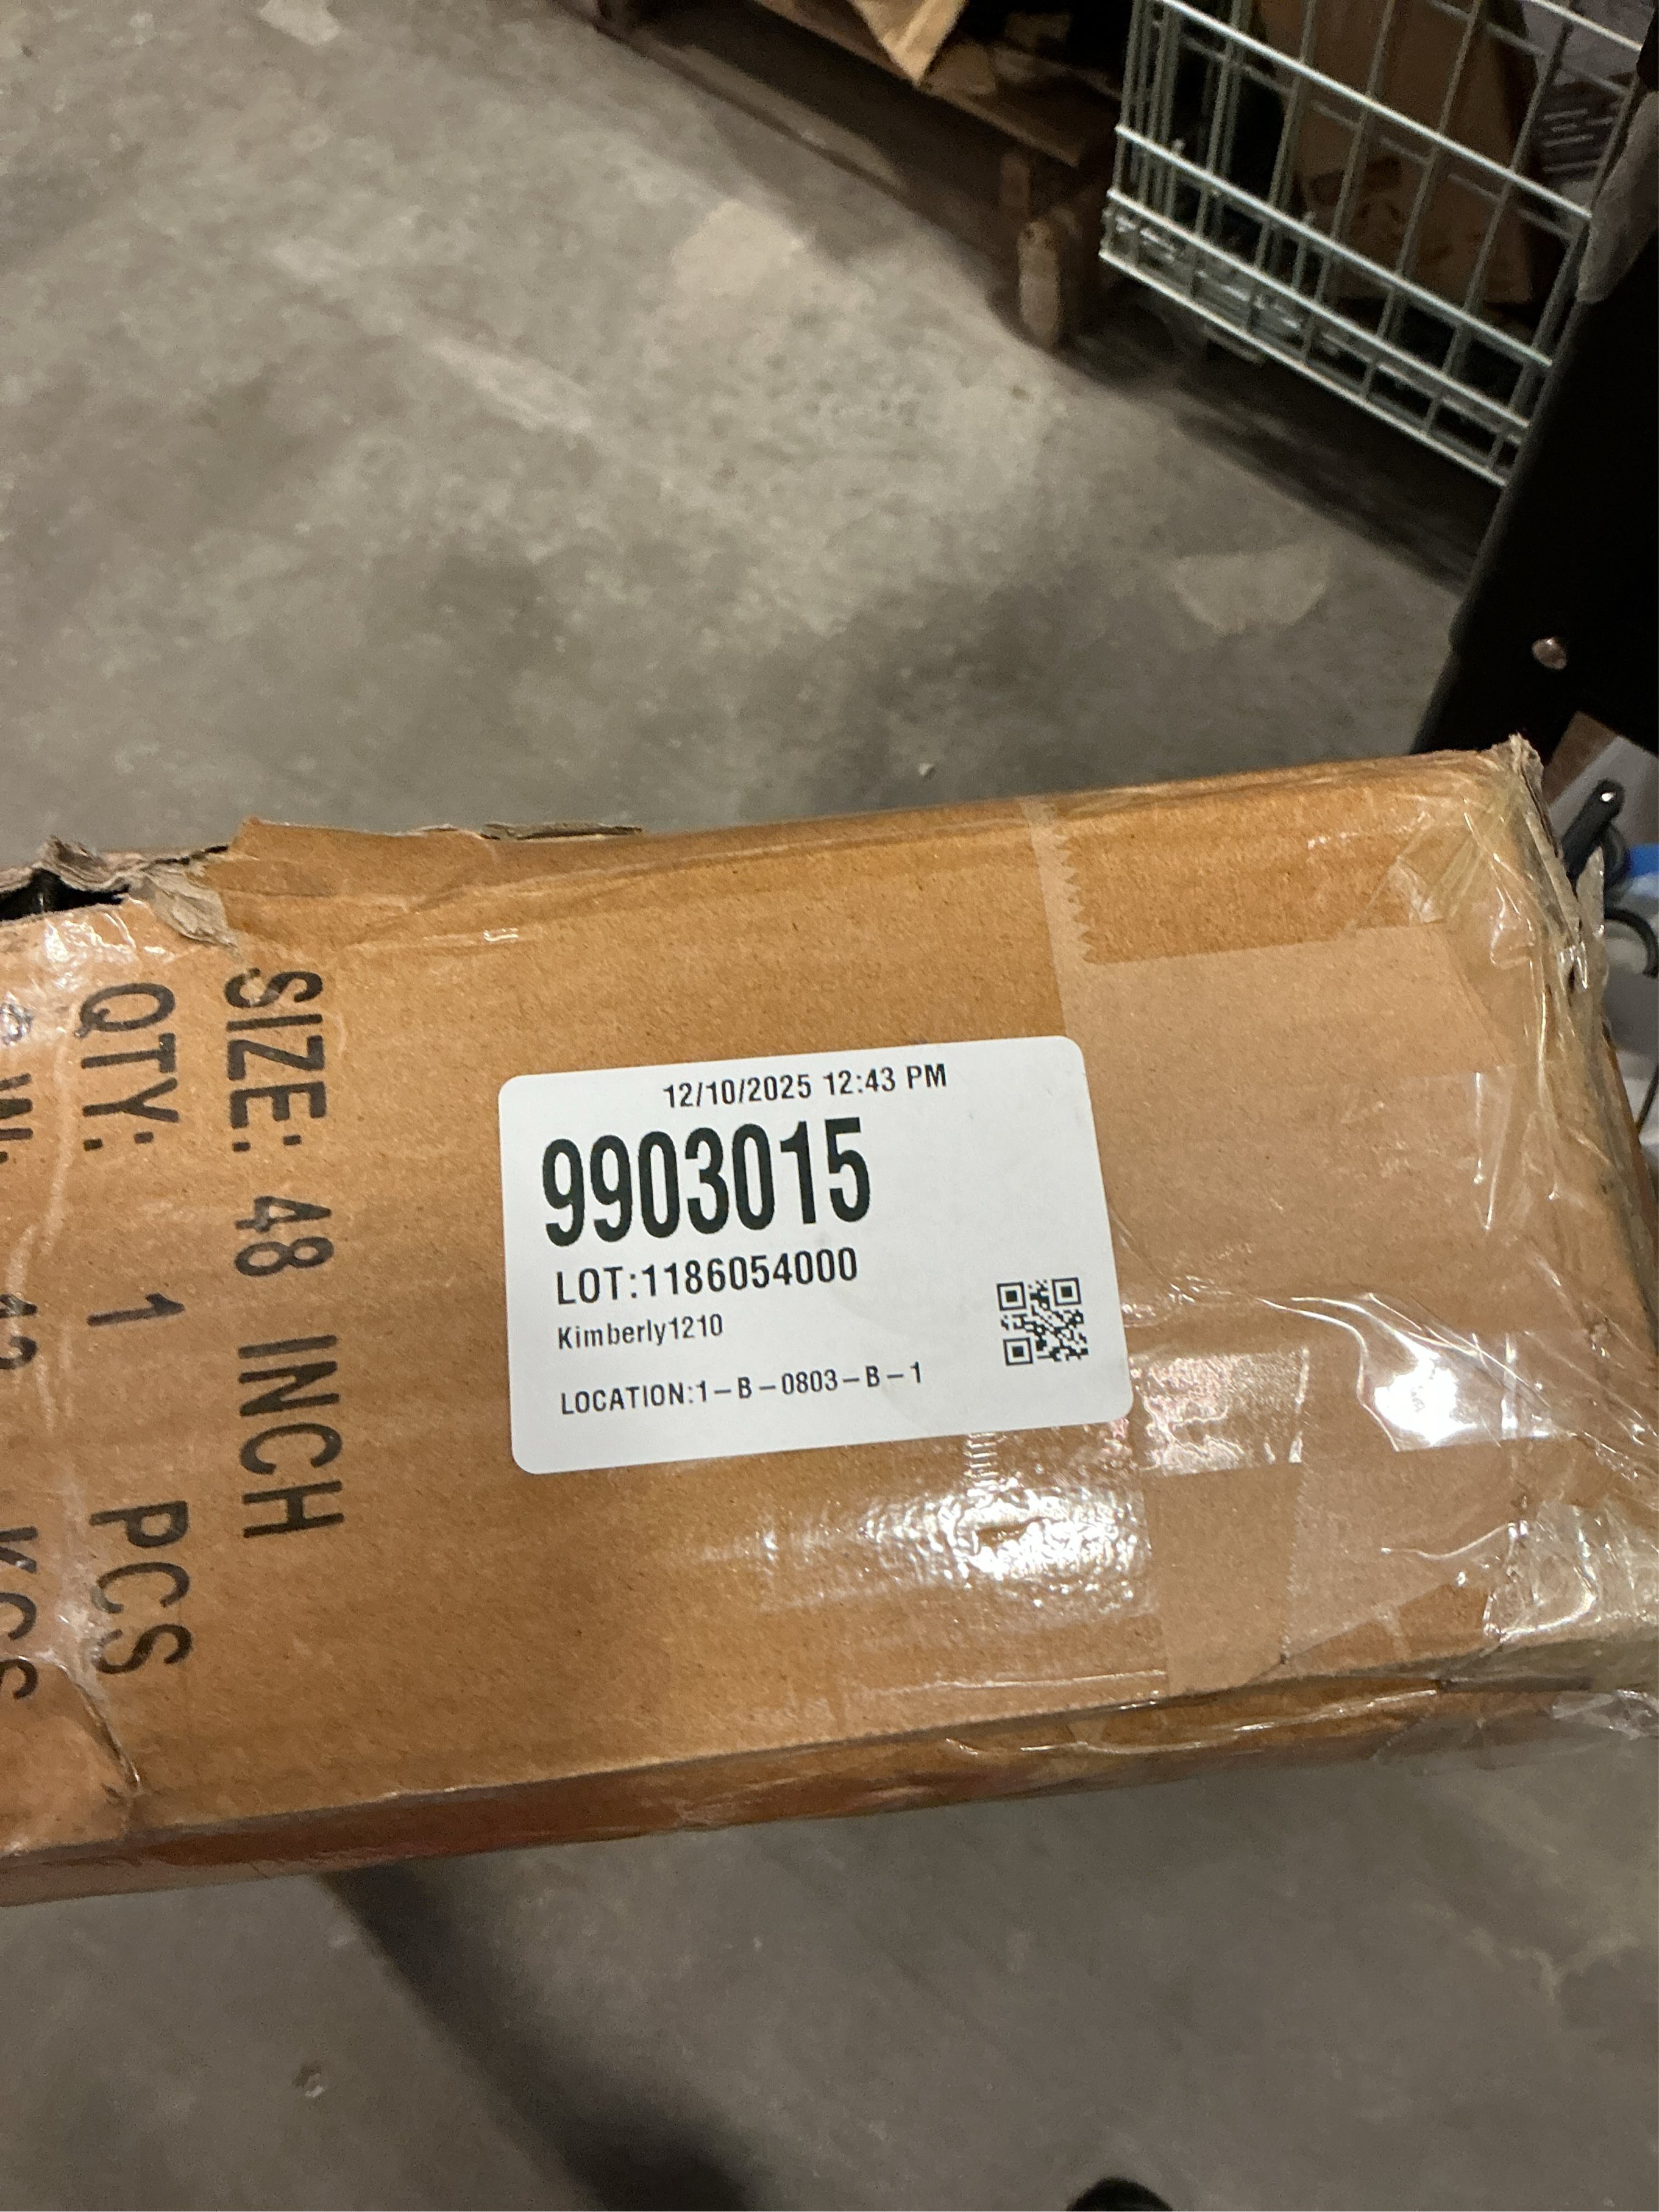 12/10/2025 12:43 PM
9903015
LOT:1186054000
Kimberly1210
LOCATION:1-B-0803-B-1
SIZE: 48 INCH
QTY: 1 PCS